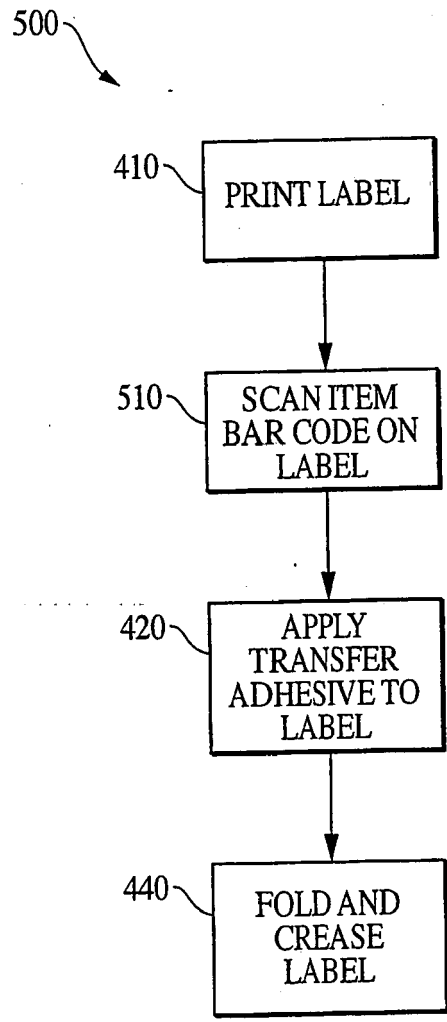 500
410
PRINT LABEL
510
SCAN ITEM
BAR CODE ON
LABEL
420
APPLY
TRANSFER
ADHESIVE TO
LABEL
440
FOLD AND
CREASE
LABEL